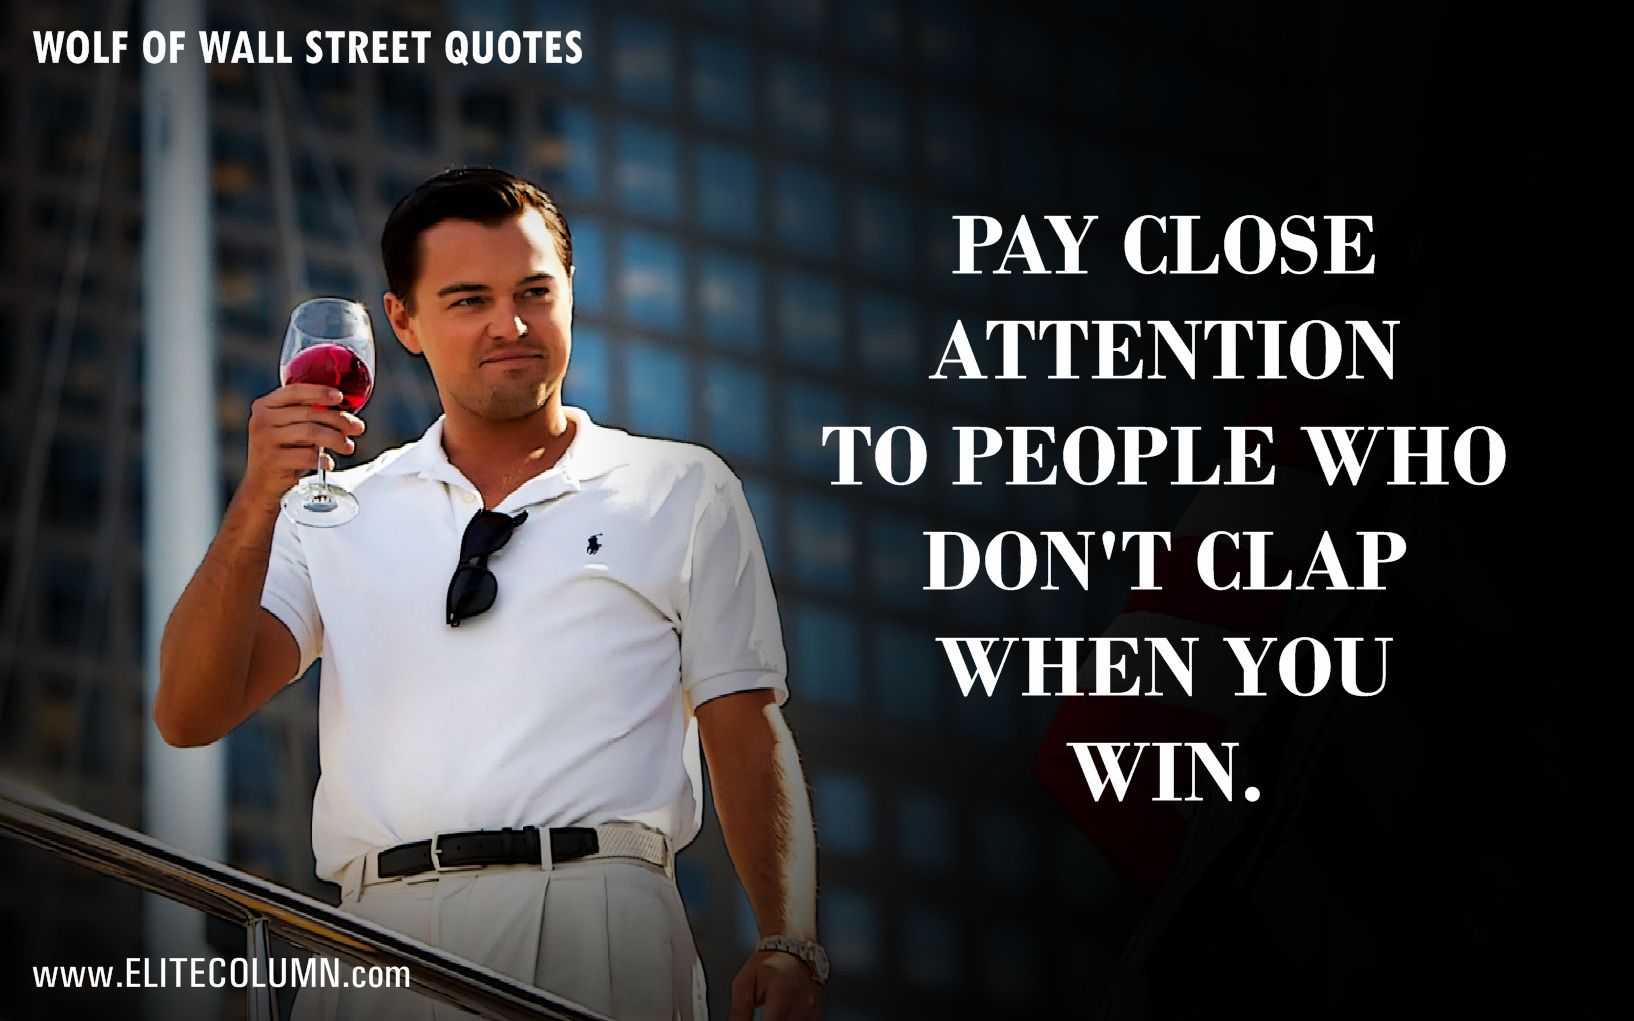 WOLF OF WALL STREET QUOTES
PAY CLOSE
ATTENTION
TO PEOPLE WHO
DON'T CLAP
WHEN YOU
WIN.
www.ELITECOLUMN.com